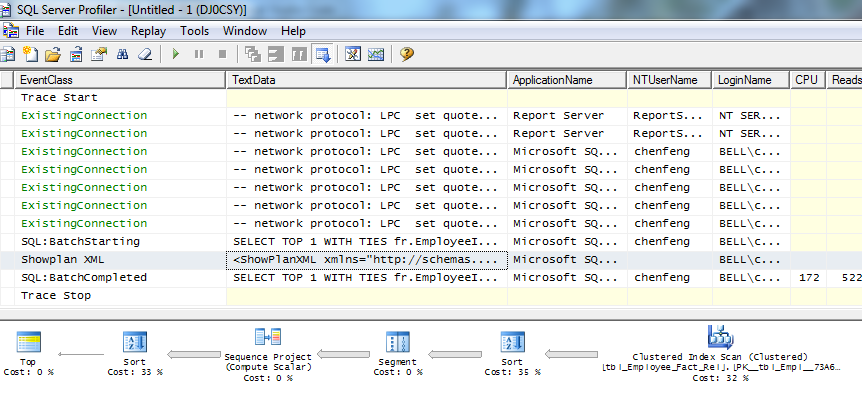 SQL Server Profiler - [Untitled - 1 (DJ0CSY)]
File Edit View Replay Tools Window Help
EventClass TextData ApplicationName NTUserName LoginName CPU Reads
Trace Start
ExistingConnection -- network protocol: LPC set quote... Report Server ReportS... NT SER...
ExistingConnection -- network protocol: LPC set quote... Report Server ReportS... NT SER...
ExistingConnection -- network protocol: LPC set quote... Microsoft SQ... chenfeng BELL\c...
ExistingConnection -- network protocol: LPC set quote... Microsoft SQ... chenfeng BELL\c...
ExistingConnection -- network protocol: LPC set quote... Microsoft SQ... chenfeng BELL\c...
ExistingConnection -- network protocol: LPC set quote... Microsoft SQ... chenfeng BELL\c...
ExistingConnection -- network protocol: LPC set quote... Microsoft SQ... chenfeng BELL\c...
SQL:BatchStarting SELECT TOP 1 WITH TIES fr.EmployeeI... Microsoft SQ... chenfeng BELL\c...
Showplan XML <ShowPlanXML xmlns="http://schemas.... Microsoft SQ... BELL\c...
SQL:BatchCompleted SELECT TOP 1 WITH TIES fr.EmployeeI... Microsoft SQ... chenfeng BELL\c... 172 522
Trace Stop
Top
Cost: 0 %
Sort
Cost: 33 %
Sequence Project
(Compute Scalar)
Cost: 0 %
Segment
Cost: 0 %
Sort
Cost: 35 %
Clustered Index Scan (Clustered)
[tbl_Employee_Fact_Rel].[PK__tbl_Empl__73A6...
Cost: 32 %